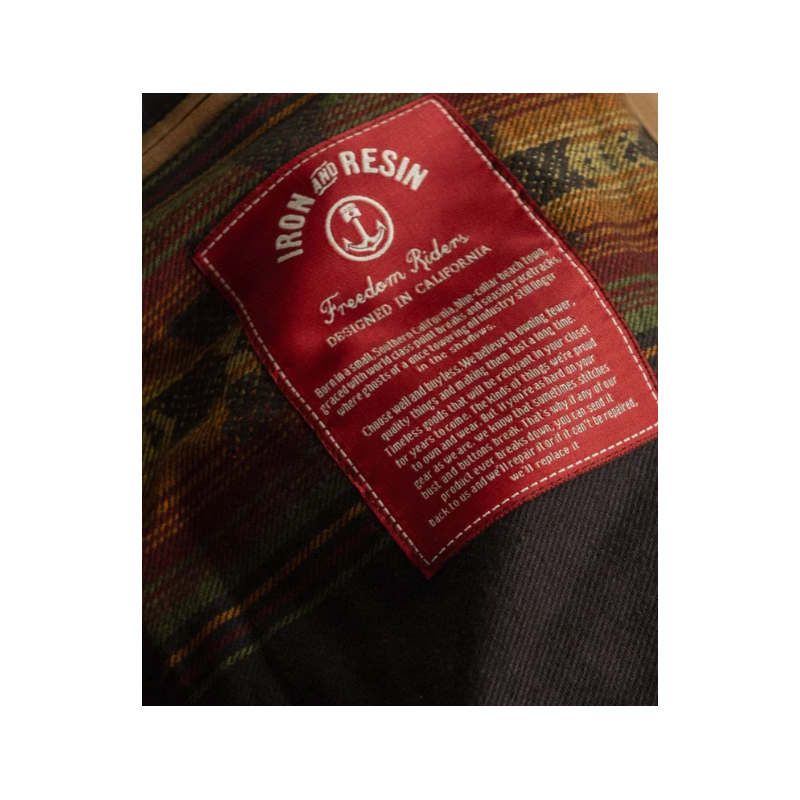 IRON AND RESIN
Freedom Riders
DESIGNED IN CALIFORNIA
Born in a small, Southern California, blue-collar beach town,
graced with world class point breaks and seaside racetracks,
where ghosts of a once towering oil industry still linger
in the shadows.
Choose well and buy less. We believe in owning fewer,
quality things and making them last a long time.
Timeless goods that will be relevant in your closet
for years to come. The kinds of things we're proud
to own and wear. But if you're as hard on your
gear as we are, we know that sometimes stitches
bust and buttons break. That's why if any of our
product ever breaks down, you can send it
back to us and we'll repair it or if it can't be repaired,
we'll replace it